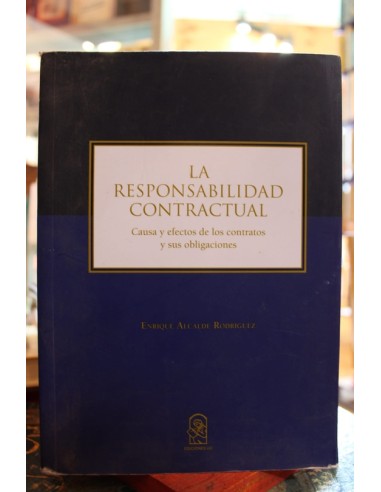 LA
RESPONSABILIDAD
CONTRACTUAL
Causa y efectos de los contratos
y sus obligaciones
ENRIQUE ALCALDE RODRÍGUEZ